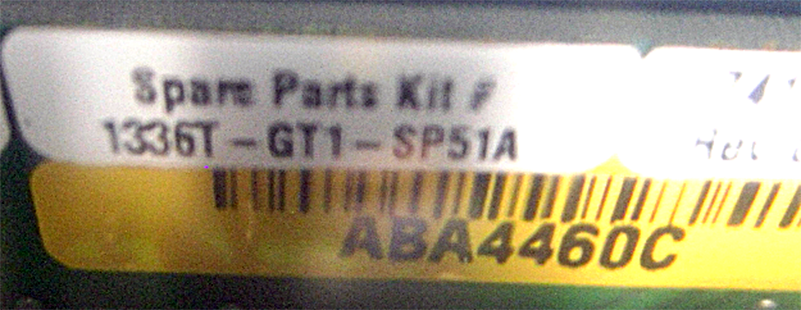 Spare Parts Kit #
1336T-GT1-SP51A
ABA4460C